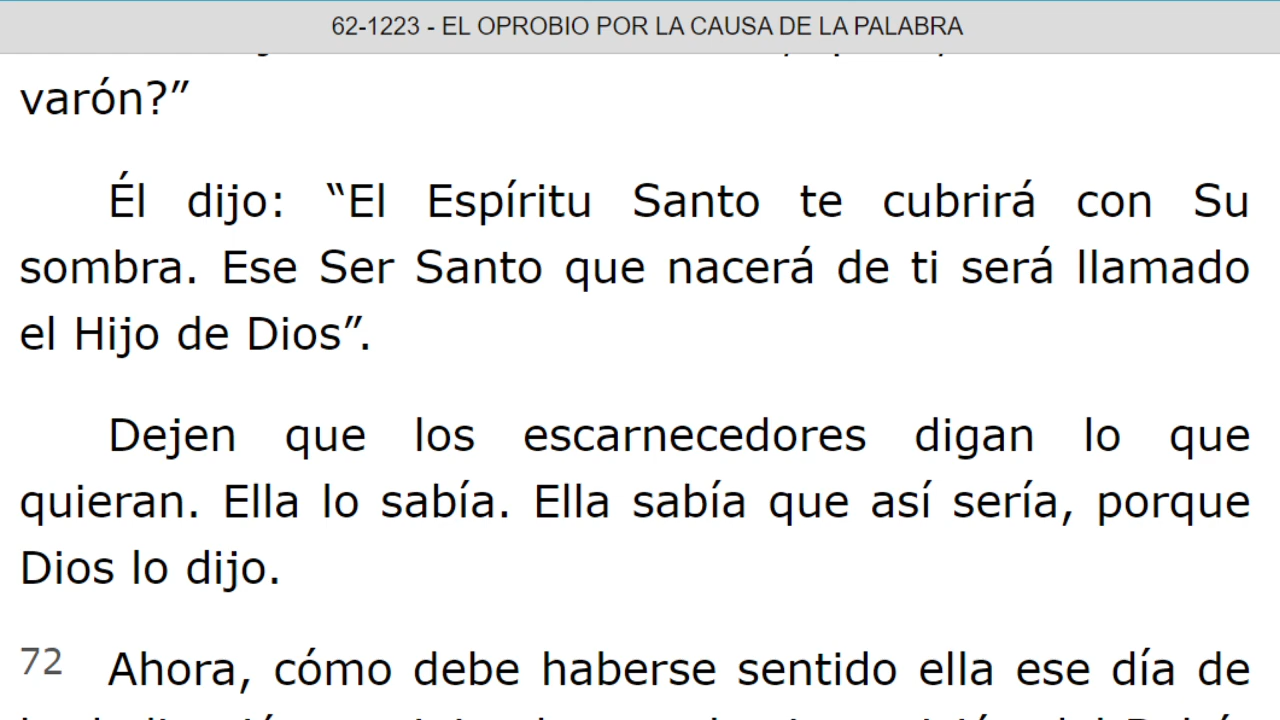 62-1223 - EL OPROBIO POR LA CAUSA DE LA PALABRA
varón?”
Él dijo: “El Espíritu Santo te cubrirá con Su
sombra. Ese Ser Santo que nacerá de ti será llamado
el Hijo de Dios”.
Dejen que los escarnecedores digan lo que
quieran. Ella lo sabía. Ella sabía que así sería, porque
Dios lo dijo.
72 Ahora, cómo debe haberse sentido ella ese día de